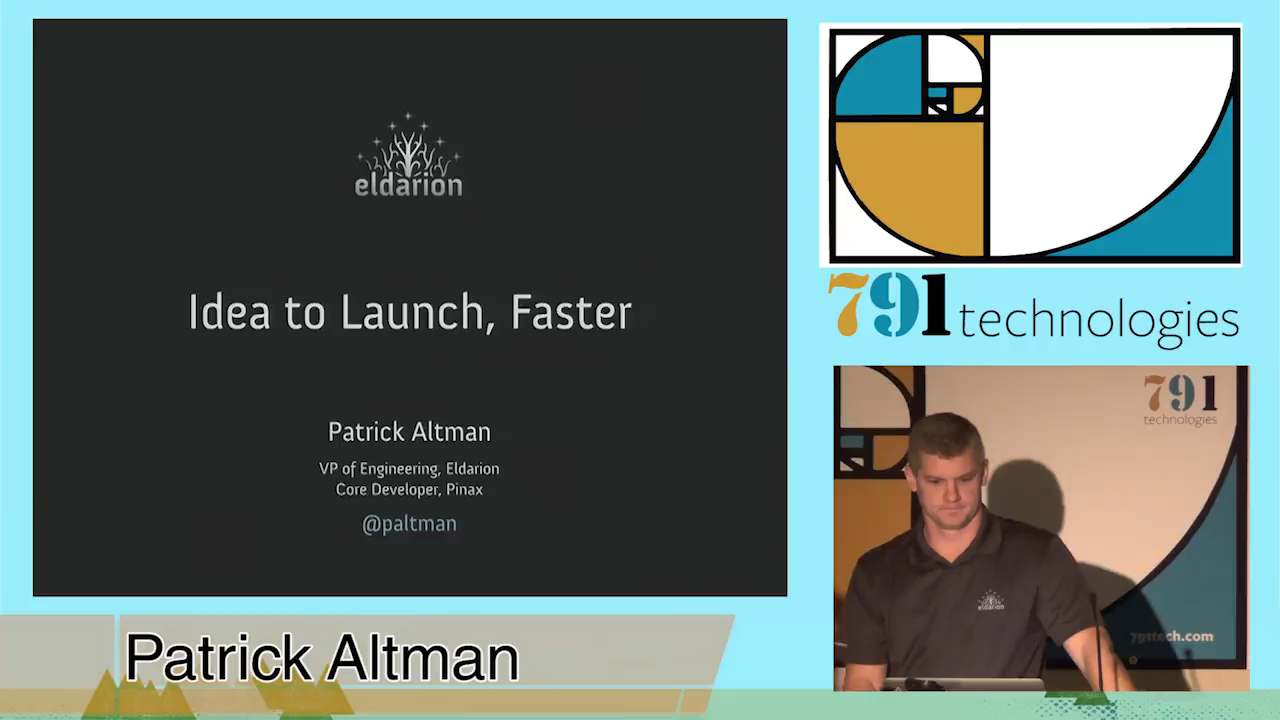 eldarion
Idea to Launch, Faster
Patrick Altman
VP of Engineering, Eldarion
Core Developer, Pinax
@paltman
791 technologies
791
technologies
eldarion
791tech.com
Patrick Altman